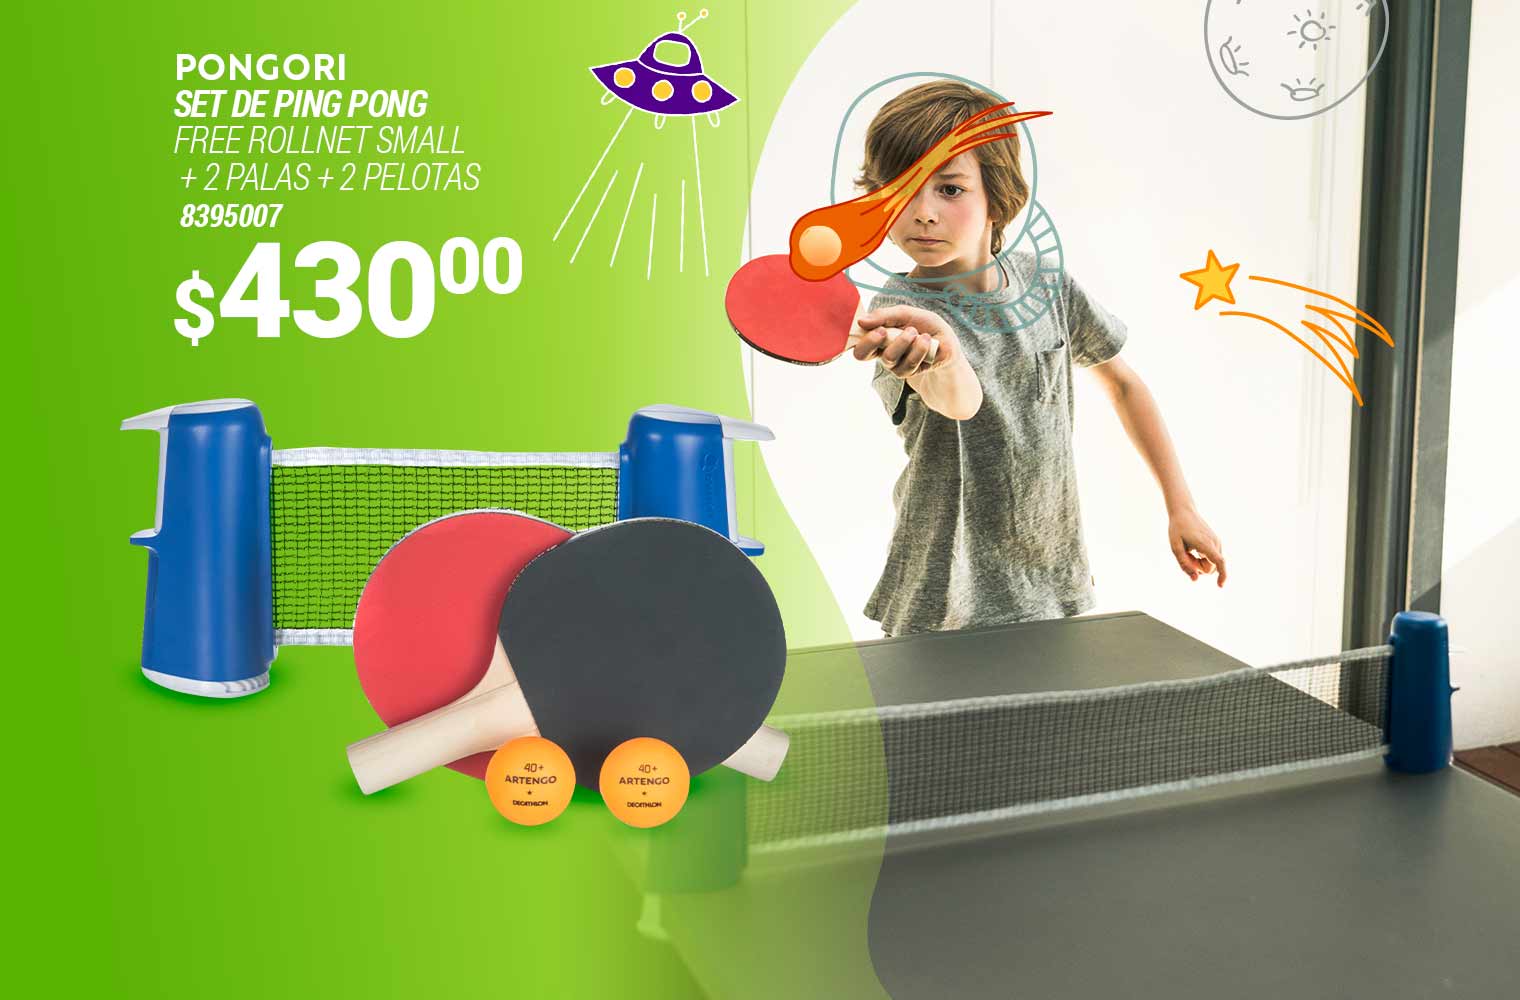 PONGORI
SET DE PING PONG
FREE ROLLNET SMALL
+ 2 PALAS + 2 PELOTAS
8395007
$430⁰⁰
40+
ARTENGO
DECATHLON
40+
ARTENGO
DECATHLON